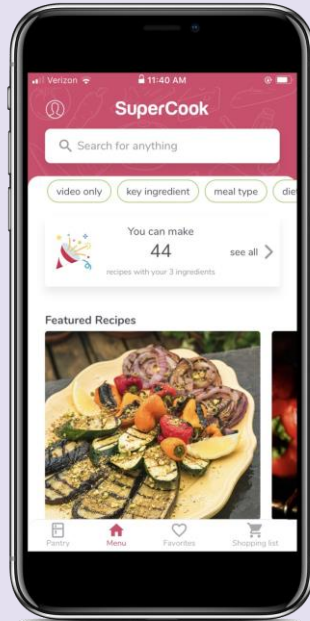 Verizon 11:40 AM
SuperCook
Search for anything
video only key ingredient meal type diet
You can make
44
see all
recipes with your 3 ingredients
Featured Recipes
Pantry Menu Favorites Shopping list